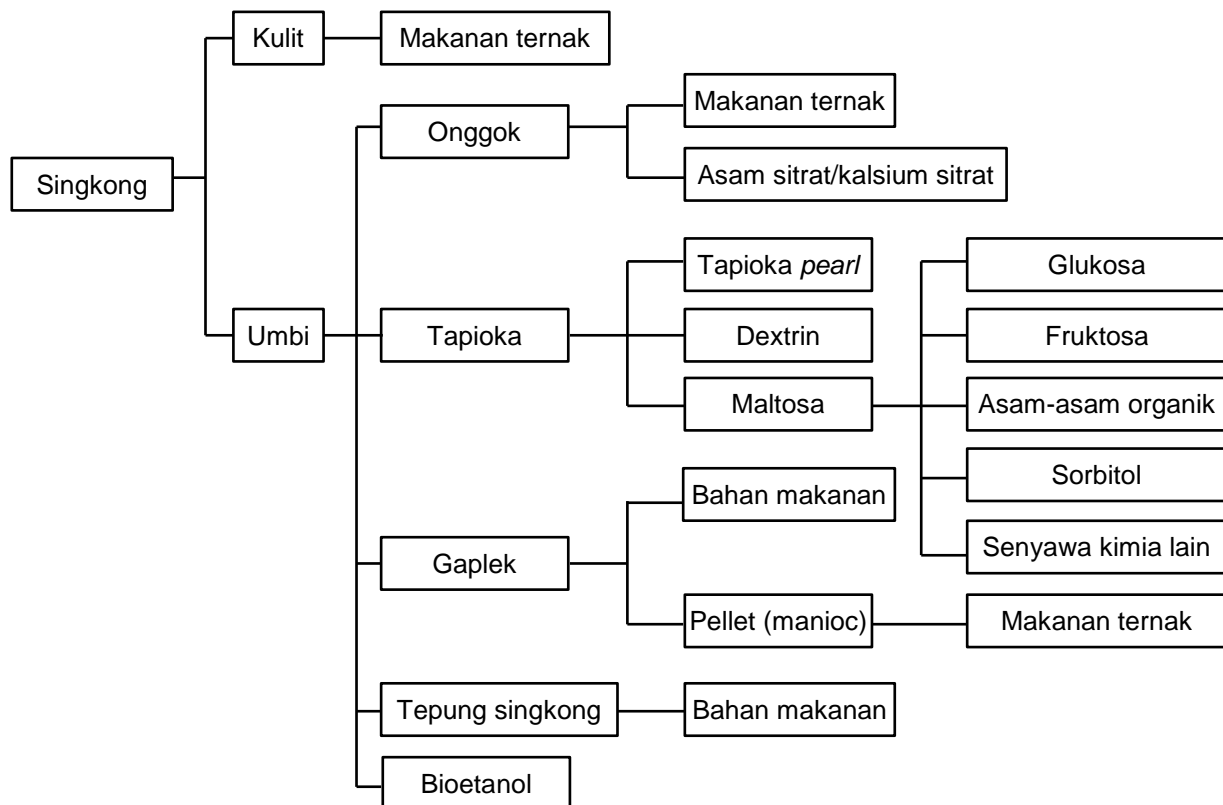 Kulit
Makanan ternak
Makanan ternak
Onggok
Asam sitrat/kalsium sitrat
Singkong
Tapioka pearl
Glukosa
Umbi
Tapioka
Dextrin
Fruktosa
Maltosa
Asam-asam organik
Bahan makanan
Sorbitol
Gaplek
Senyawa kimia lain
Pellet (manioc)
Makanan ternak
Tepung singkong
Bahan makanan
Bioetanol